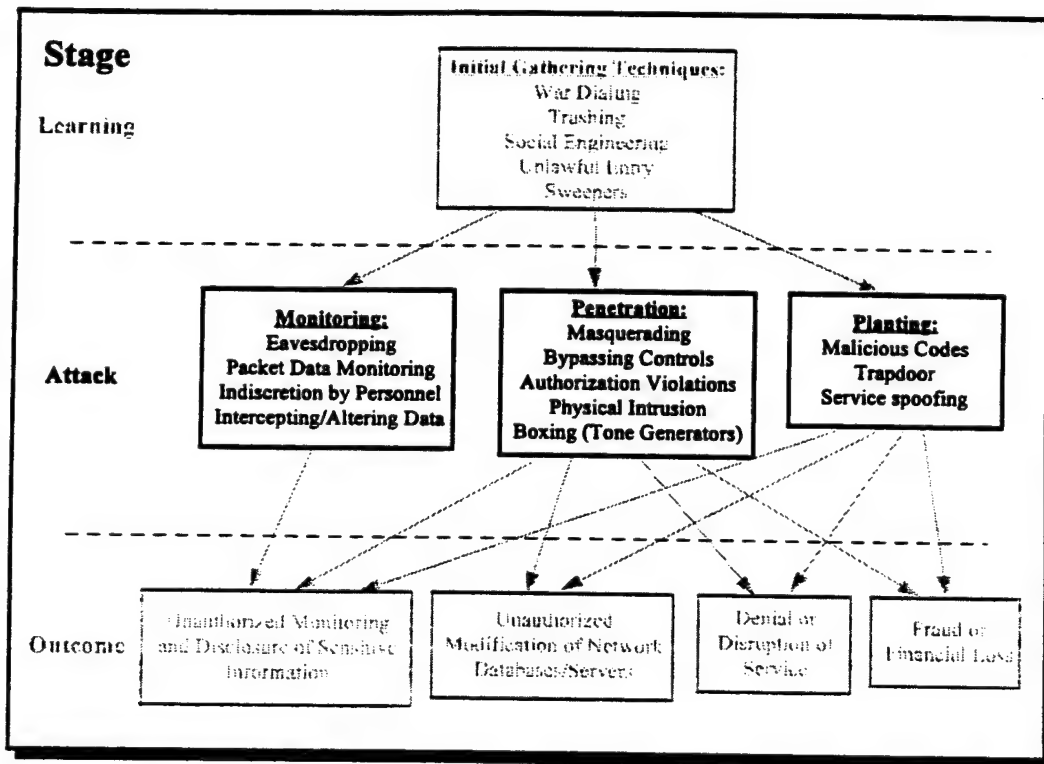 Stage
Initial Gathering Techniques:
War Dialing
Trashing
Social Engineering
Unlawful Entry
Sweepers
Learning
Monitoring:
Eavesdropping
Packet Data Monitoring
Indiscretion by Personnel
Intercepting/Altering Data
Penetration:
Masquerading
Bypassing Controls
Authorization Violations
Physical Intrusion
Boxing (Tone Generators)
Planting:
Malicious Codes
Trapdoor
Service spoofing
Attack
Unauthorized Monitoring
and Disclosure of Sensitive
Information
Unauthorized
Modification of Network
Databases/Servers
Denial or
Disruption of
Service
Fraud or
Financial Loss
Outcome